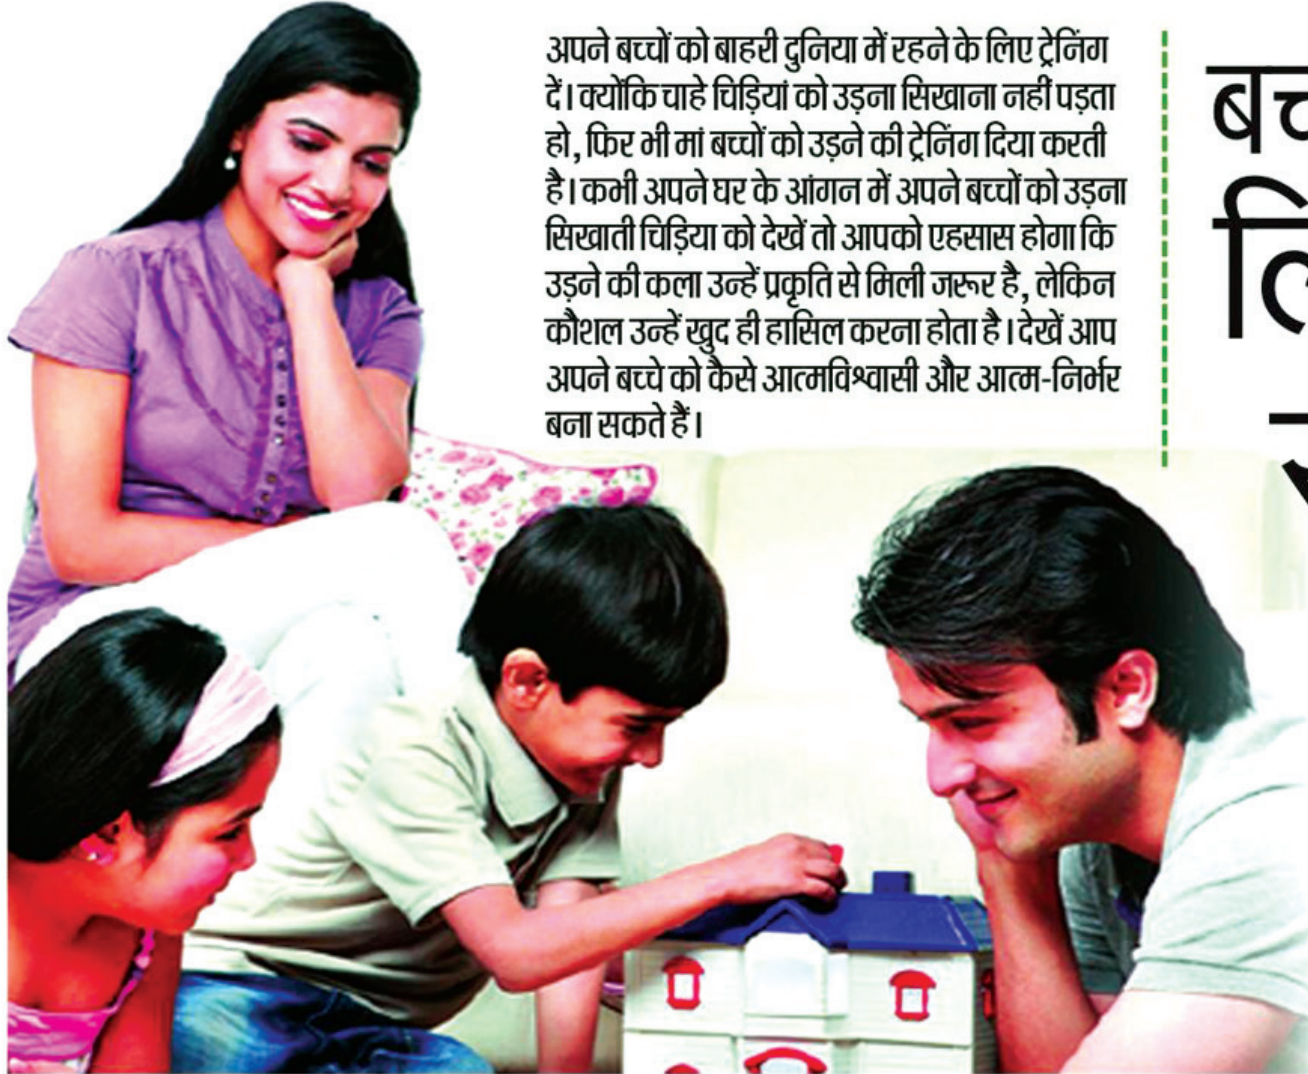 अपने बच्चों को बाहरी दुनिया में रहने के लिए ट्रेनिंग
दें। क्योंकि चाहे चिड़ियां को उड़ना सिखाना नहीं पड़ता
हो, फिर भी मां बच्चों को उड़ने की ट्रेनिंग दिया करती
है। कभी अपने घर के आंगन में अपने बच्चों को उड़ना
सिखाती चिड़िया को देखें तो आपको एहसास होगा कि
उड़ने की कला उन्हें प्रकृति से मिली जरूर है, लेकिन
कौशल उन्हें खुद ही हासिल करना होता है। देखें आप
अपने बच्चे को कैसे आत्मविश्वासी और आत्म-निर्भर
बना सकते हैं।